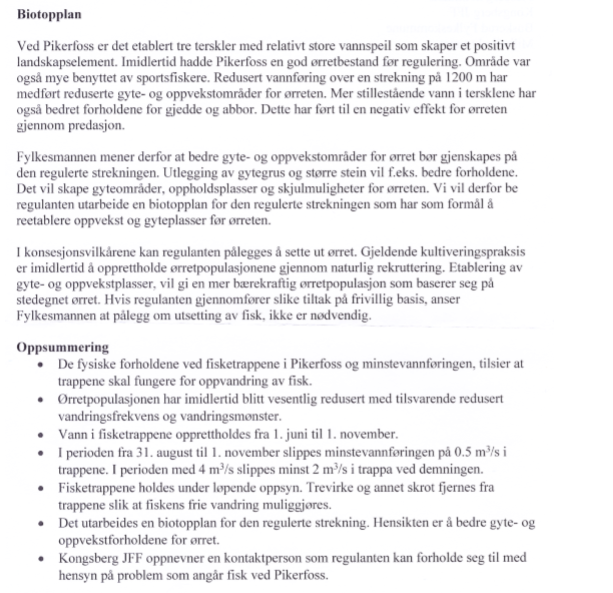 Biotopplan
Ved Pikerfoss er det etablert tre terskler med relativt store vannspeil som skaper et positivt
landskapselement. Imidlertid hadde Pikerfoss en god ørretbestand før regulering. Område var
også mye benyttet av sportsfiskere. Redusert vannføring over en strekning på 1200 m har
medført reduserte gyte- og oppvekstområder for ørreten. Mer stillestående vann i tersklene har
også bedret forholdene for gjedde og abbor. Dette har ført til en negativ effekt for ørreten
gjennom predasjon.
Fylkesmannen mener derfor at bedre gyte- og oppvekstområder for ørret bør gjenskapes på
den regulerte strekningen. Utlegging av gytegrus og større stein vil f.eks. bedre forholdene.
Det vil skape gyteområder, oppholdsplasser og skjulmuligheter for ørreten. Vi vil derfor be
regulanten utarbeide en biotopplan for den regulerte strekningen som har som formål å
reetablere oppvekst og gyteplasser for ørreten.
I konsesjonsvilkårene kan regulanten pålegges å sette ut ørret. Gjeldende kultiveringspraksis
er imidlertid å opprettholde ørretpopulasjonene gjennom naturlig rekruttering. Etablering av
gyte- og oppvekstplasser, vil gi en mer bærekraftig ørretpopulasjon som baserer seg på
stedegnet ørret. Hvis regulanten gjennomfører slike tiltak på frivillig basis, anser
Fylkesmannen at pålegg om utsetting av fisk, ikke er nødvendig.
Oppsummering
• De fysiske forholdene ved fisketrappene i Pikerfoss og minstevannføringen, tilsier at
trappene skal fungere for oppvandring av fisk.
• Ørretpopulasjonen har imidlertid blitt vesentlig redusert med tilsvarende redusert
vandringsfrekvens og vandringsmønster.
• Vann i fisketrappene opprettholdes fra 1. juni til 1. november.
• I perioden fra 31. august til 1. november slippes minstevannføringen på 0.5 m³/s i
trappene. I perioden med 4 m³/s slippes minst 2 m³/s i trappa ved demningen.
• Fisketrappene holdes under løpende oppsyn. Trevirke og annet skrot fjernes fra
trappene slik at fiskens frie vandring muliggjøres.
• Det utarbeides en biotopplan for den regulerte strekning. Hensikten er å bedre gyte- og
oppvekstforholdene for ørret.
• Kongsberg JFF oppnevner en kontaktperson som regulanten kan forholde seg til med
hensyn på problem som angår fisk ved Pikerfoss.